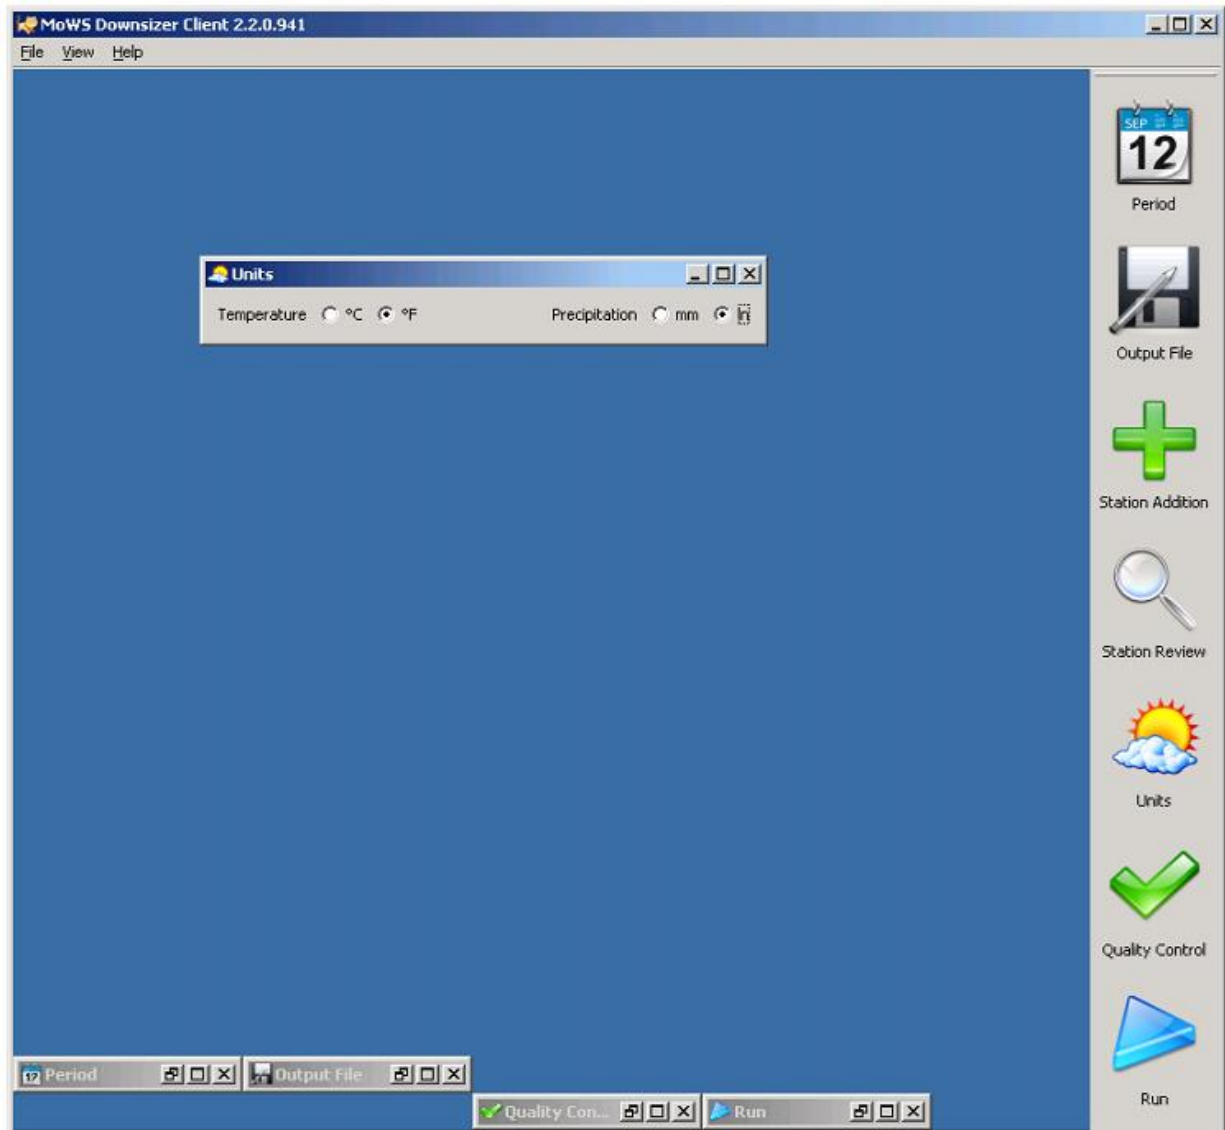 MoWS Downsizer Client 2.2.0.941
File View Help
SEP
12
Period
Output File
Station Addition
Station Review
Units
Quality Control
Run
Units
Temperature °C °F Precipitation mm In
12 Period Output File
Quality Con... Run